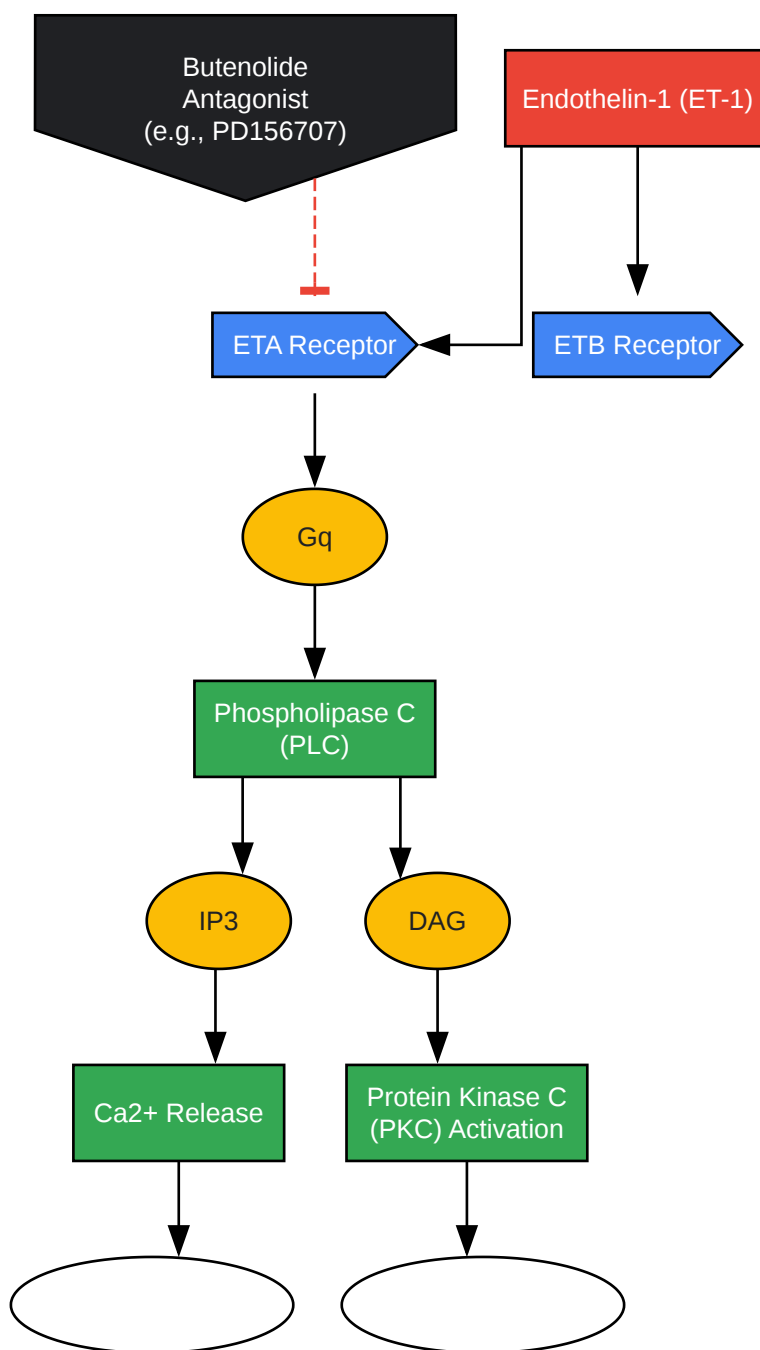 Butenolide
Antagonist
(e.g., PD156707)
Endothelin-1 (ET-1)
ETA Receptor
ETB Receptor
Gq
Phospholipase C
(PLC)
IP3
DAG
Ca2+ Release
Protein Kinase C
(PKC) Activation